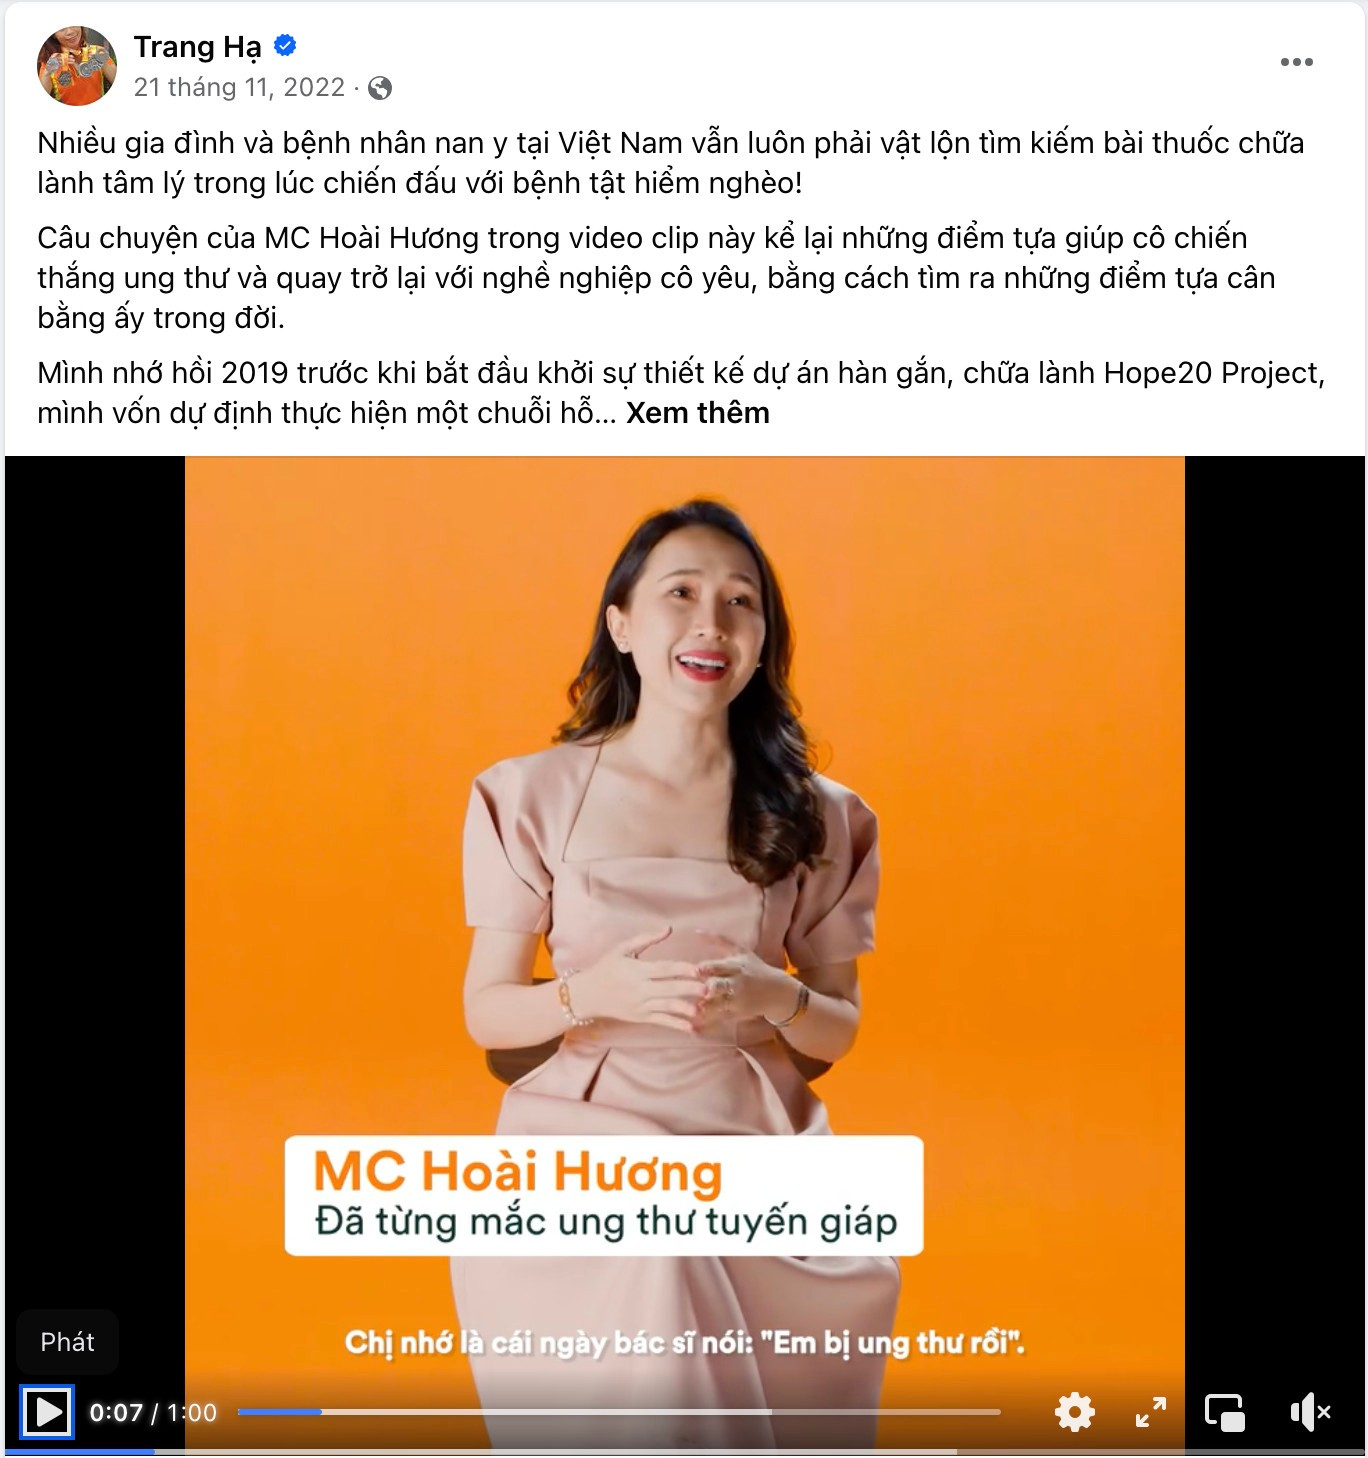 Trang Hạ
21 tháng 11, 2022 ·
Nhiều gia đình và bệnh nhân nan y tại Việt Nam vẫn luôn phải vật lộn tìm kiếm bài thuốc chữa
lành tâm lý trong lúc chiến đấu với bệnh tật hiểm nghèo!
Câu chuyện của MC Hoài Hương trong video clip này kể lại những điểm tựa giúp cô chiến
thắng ung thư và quay trở lại với nghề nghiệp cô yêu, bằng cách tìm ra những điểm tựa cân
bằng ấy trong đời.
Mình nhớ hồi 2019 trước khi bắt đầu khởi sự thiết kế dự án hàn gắn, chữa lành Hope20 Project,
mình vốn dự định thực hiện một chuỗi hỗ... Xem thêm
MC Hoài Hương
Đã từng mắc ung thư tuyến giáp
Chị nhớ là cái ngày bác sĩ nói: "Em bị ung thư rồi".
Phát
0:07 / 1:00